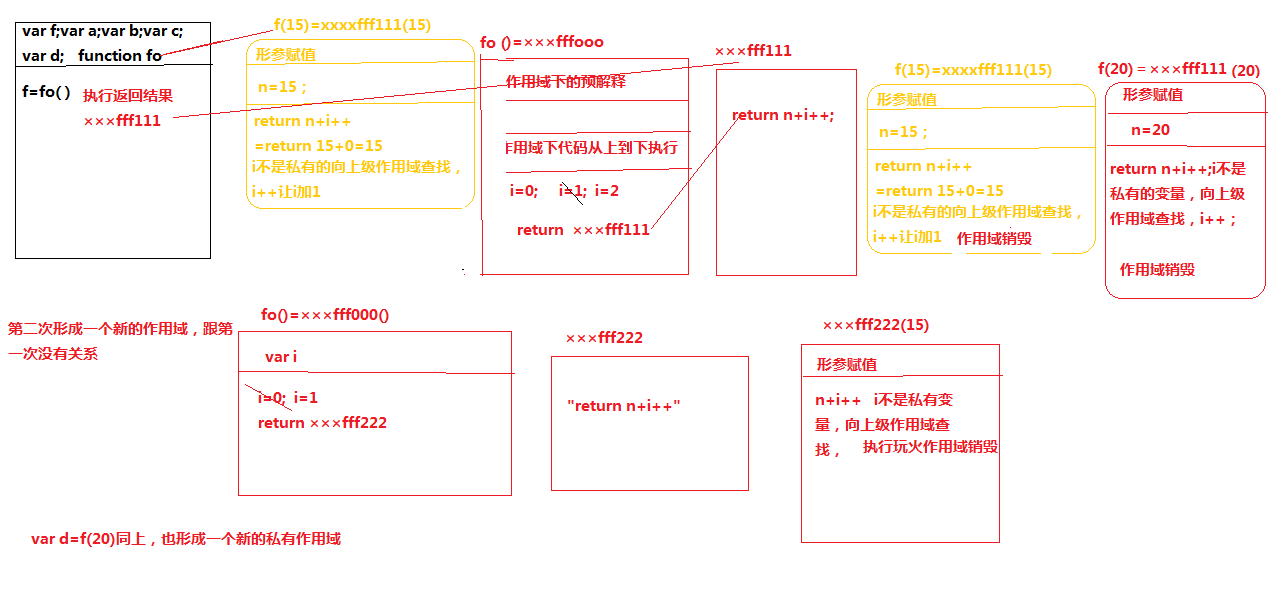 var f;var a;var b;var c;
var d; function fo
f=fo( ) 执行返回结果
×××fff111
f(15)=xxxxfff111(15)
形参赋值
n=15；
return n+i++
=return 15+0=15
i不是私有的向上级作用域查找，
i++让i加1
fo ()=×××fffooo
作用域下的预解释
作用域下代码从上到下执行
i=0; i=1; i=2
return ×××fff111
×××fff111
return n+i++;
f(15)=xxxxfff111(15)
形参赋值
n=15；
return n+i++
=return 15+0=15
i不是私有的向上级作用域查找，
i++让i加1 作用域销毁
f(20)＝×××fff111 (20)
形参赋值
n=20
return n+i++;i不是
私有的变量，向上级
作用域查找，i++；
作用域销毁
第二次形成一个新的作用域，跟第
一次没有关系
fo()=×××fff000()
var i
i=0; i=1
return ×××fff222
×××fff222
"return n+i++"
×××fff222(15)
形参赋值
n+i++ i不是私有变
量，向上级作用域查
找， 执行玩火作用域销毁
var d=f(20)同上，也形成一个新的私有作用域